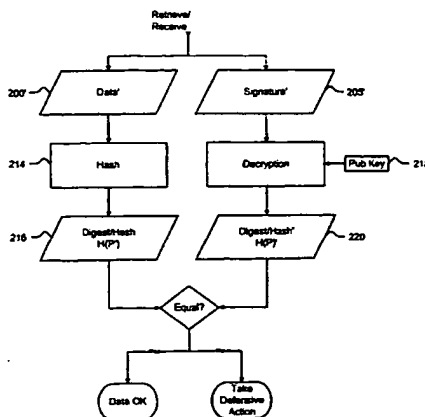 Retrieve/
Receive
200'
Data'
Signature'
205'
214
Hash
Decryption
Pub Key
216
Digest/Hash
H(P')
Digest/Hash'
H(P)'
220
Equal?
Data OK
Take
Defensive
Action